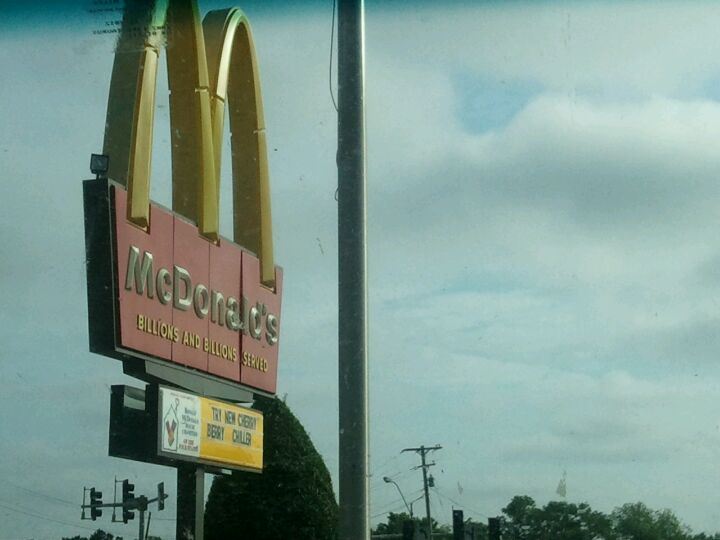 McDonald's
BILLIONS AND BILLIONS SERVED
TRY NEW CHERRY
BERRY CHILLER